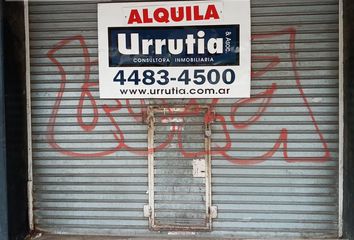 ALQUILA
Urrutia & Asoc.
CONSULTORA INMOBILIARIA
4483-4500
www.urrutia.com.ar